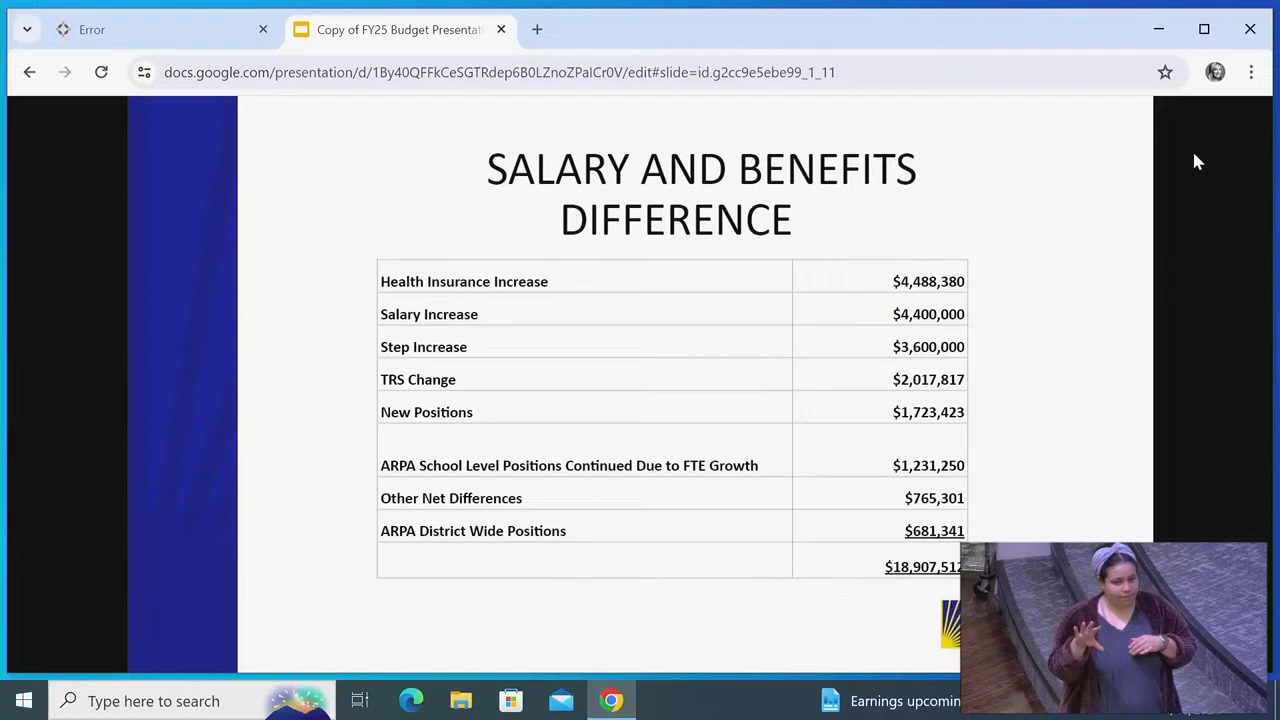 Error
Copy of FY25 Budget Presentati
docs.google.com/presentation/d/1By40QFFkCeSGTRdep6B0LZnoZPaICr0V/edit#slide=id.g2cc9e5ebe99_1_11
SALARY AND BENEFITS
DIFFERENCE
Health Insurance Increase $4,488,380
Salary Increase $4,400,000
Step Increase $3,600,000
TRS Change $2,017,817
New Positions $1,723,423
ARPA School Level Positions Continued Due to FTE Growth $1,231,250
Other Net Differences $765,301
ARPA District Wide Positions $681,341
$18,907,512
Type here to search
Earnings upcomin